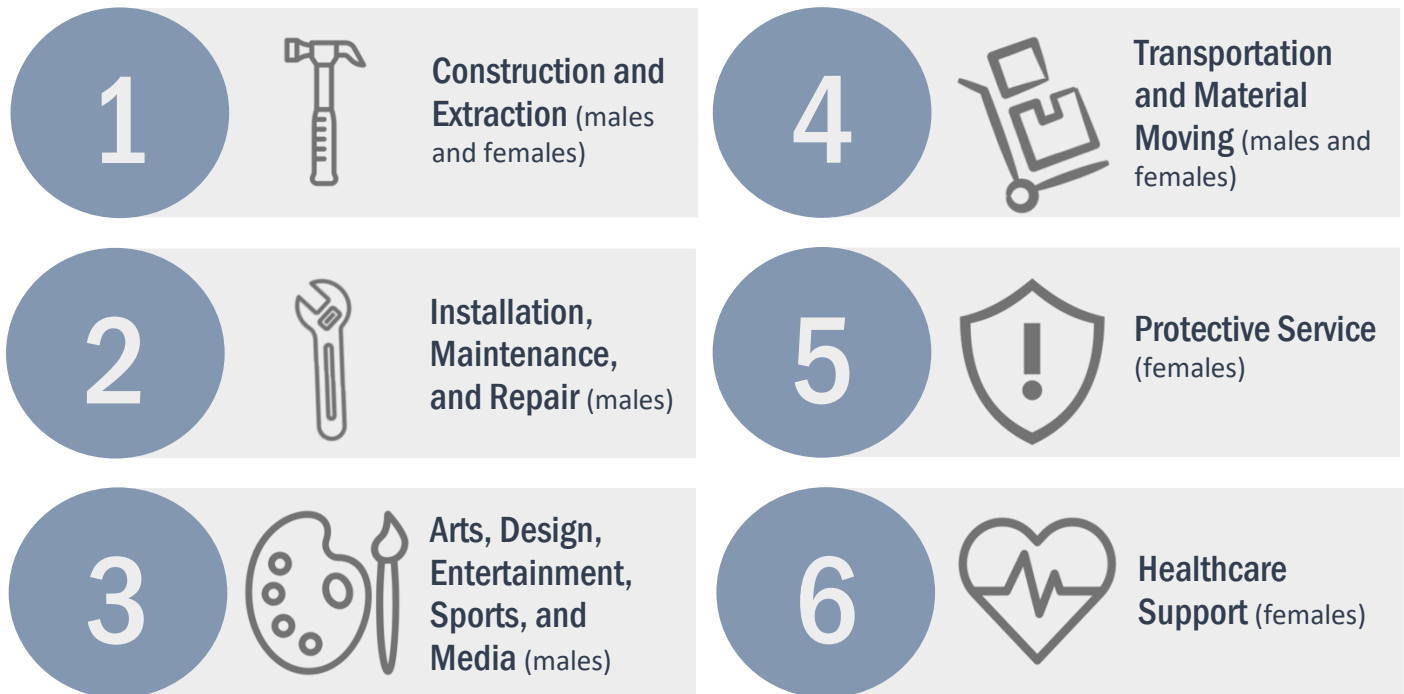 1
Construction and
Extraction (males
and females)
2
Installation,
Maintenance,
and Repair (males)
3
Arts, Design,
Entertainment,
Sports, and
Media (males)
4
Transportation
and Material
Moving (males and
females)
5
Protective Service
(females)
6
Healthcare
Support (females)